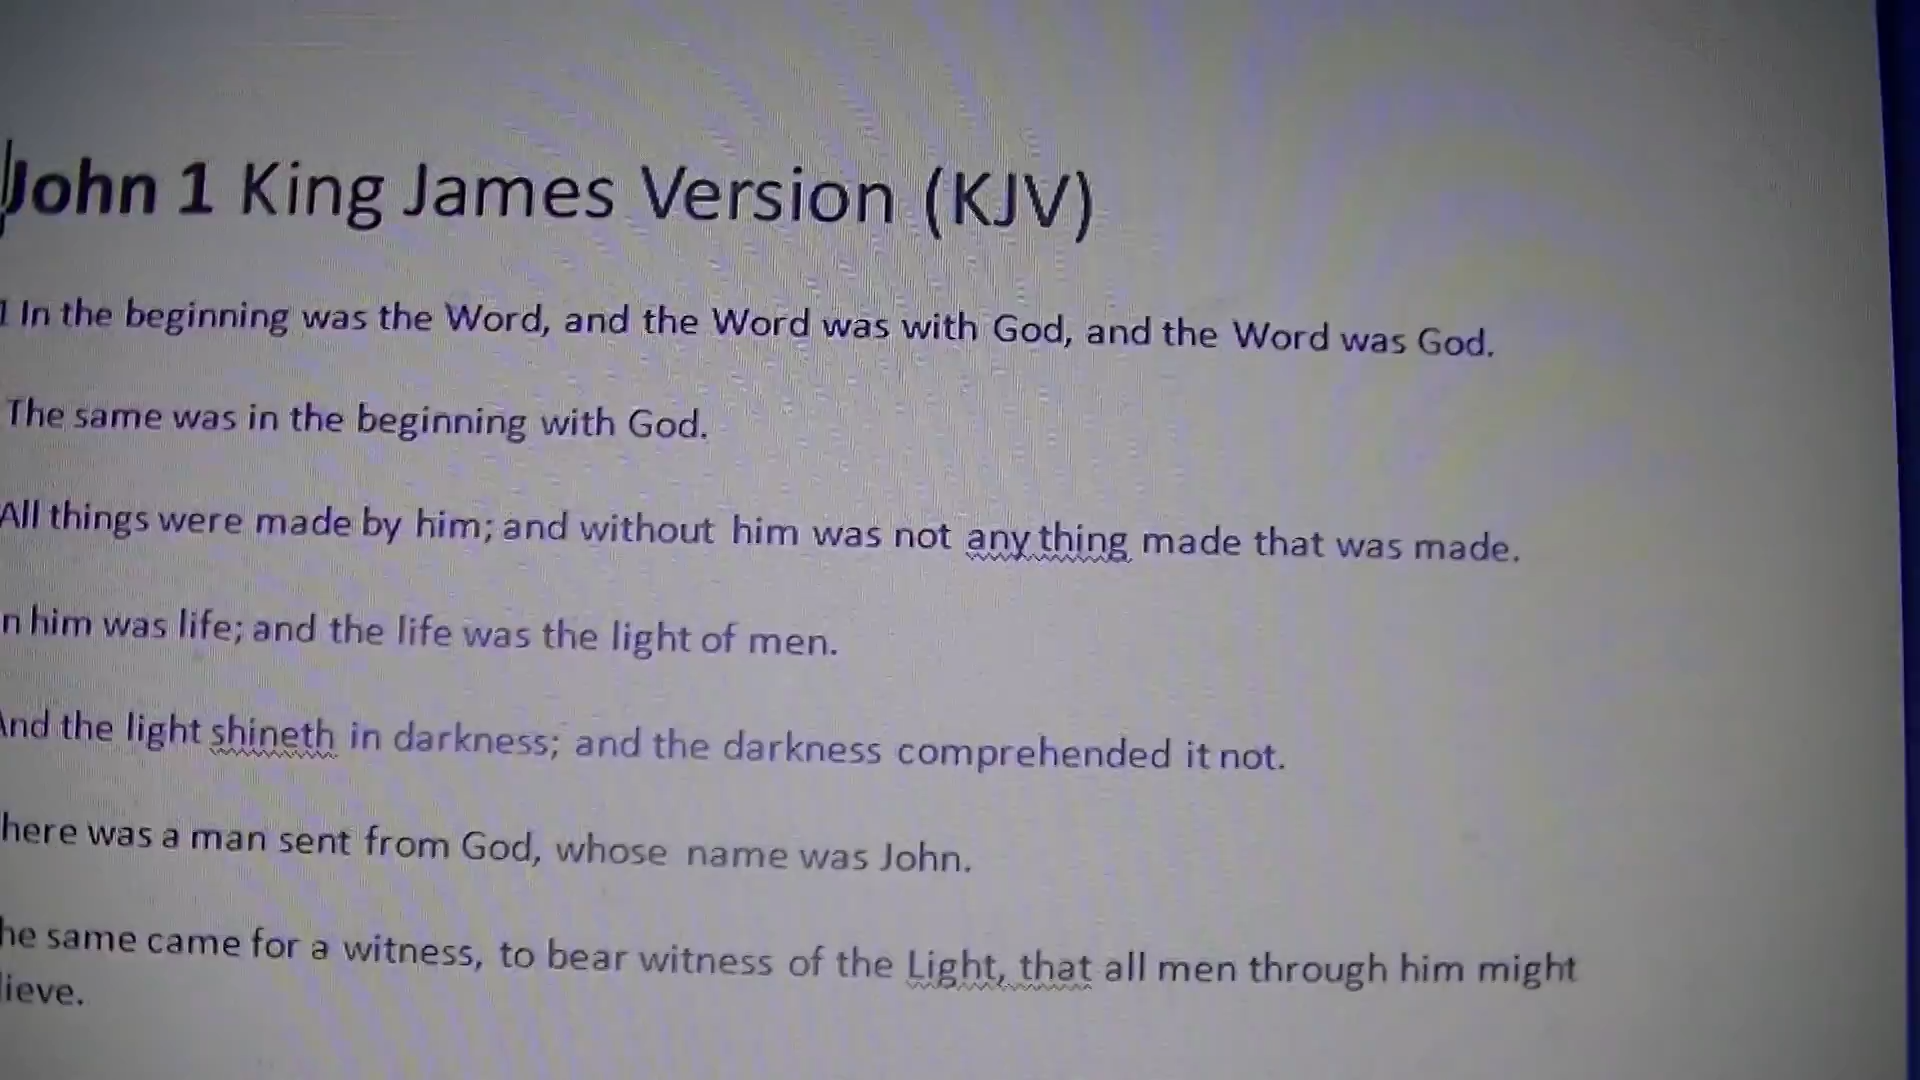 John 1 King James Version (KJV)
1 In the beginning was the Word, and the Word was with God, and the Word was God.
The same was in the beginning with God.
All things were made by him; and without him was not any thing made that was made.
n him was life; and the life was the light of men.
And the light shineth in darkness; and the darkness comprehended it not.
here was a man sent from God, whose name was John.
he same came for a witness, to bear witness of the Light, that all men through him might
lieve.